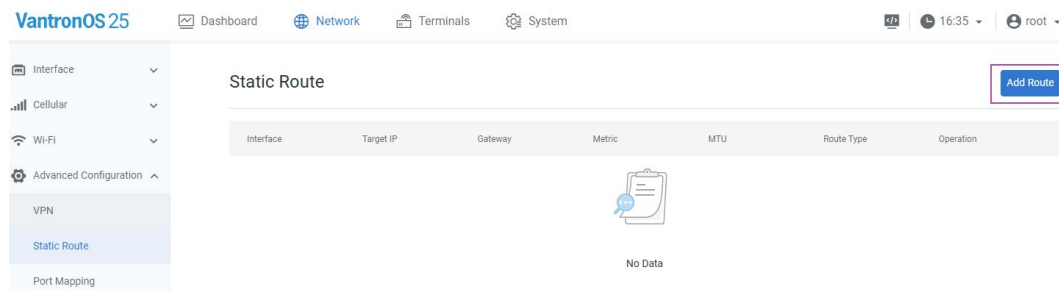 VantronOS 25
Dashboard
Network
Terminals
System
16:35
root
Interface
Cellular
Wi-Fi
Advanced Configuration
VPN
Static Route
Port Mapping
Static Route
Add Route
Interface
Target IP
Gateway
Metric
MTU
Route Type
Operation
No Data